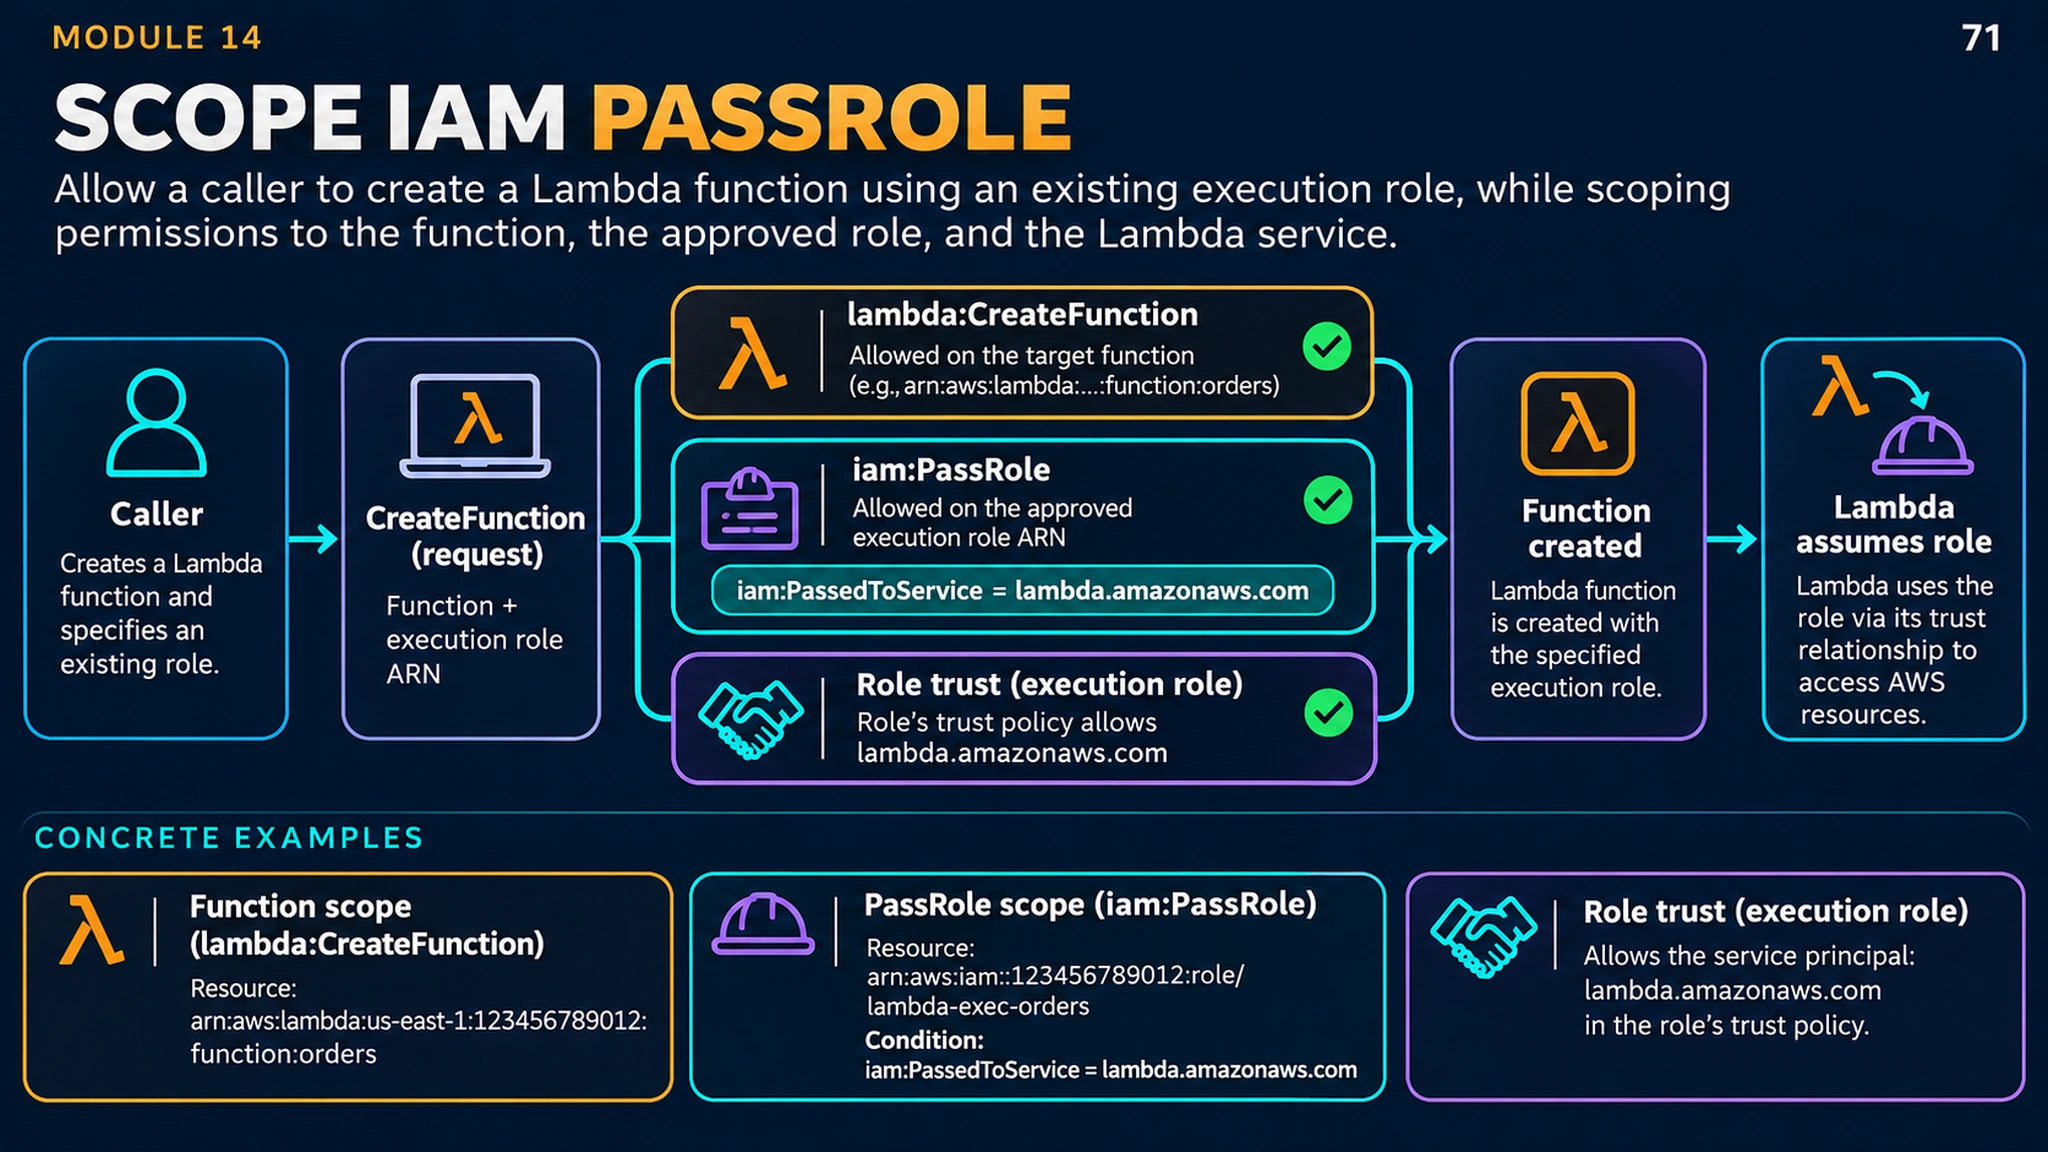 MODULE 14
71
SCOPE IAM PASSROLE
Allow a caller to create a Lambda function using an existing execution role, while scoping
permissions to the function, the approved role, and the Lambda service.
Caller
Creates a Lambda
function and
specifies an
existing role.
CreateFunction
(request)
Function +
execution role
ARN
lambda:CreateFunction
Allowed on the target function
(e.g., arn:aws:lambda:...:function:orders)
iam:PassRole
Allowed on the approved
execution role ARN
iam:PassedToService = lambda.amazonaws.com
Role trust (execution role)
Role’s trust policy allows
lambda.amazonaws.com
Function
created
Lambda function
is created with
the specified
execution role.
Lambda
assumes role
Lambda uses the
role via its trust
relationship to
access AWS
resources.
CONCRETE EXAMPLES
Function scope
(lambda:CreateFunction)
Resource:
arn:aws:lambda:us-east-1:123456789012:
function:orders
PassRole scope (iam:PassRole)
Resource:
arn:aws:iam::123456789012:role/
lambda-exec-orders
Condition:
iam:PassedToService = lambda.amazonaws.com
Role trust (execution role)
Allows the service principal:
lambda.amazonaws.com
in the role’s trust policy.